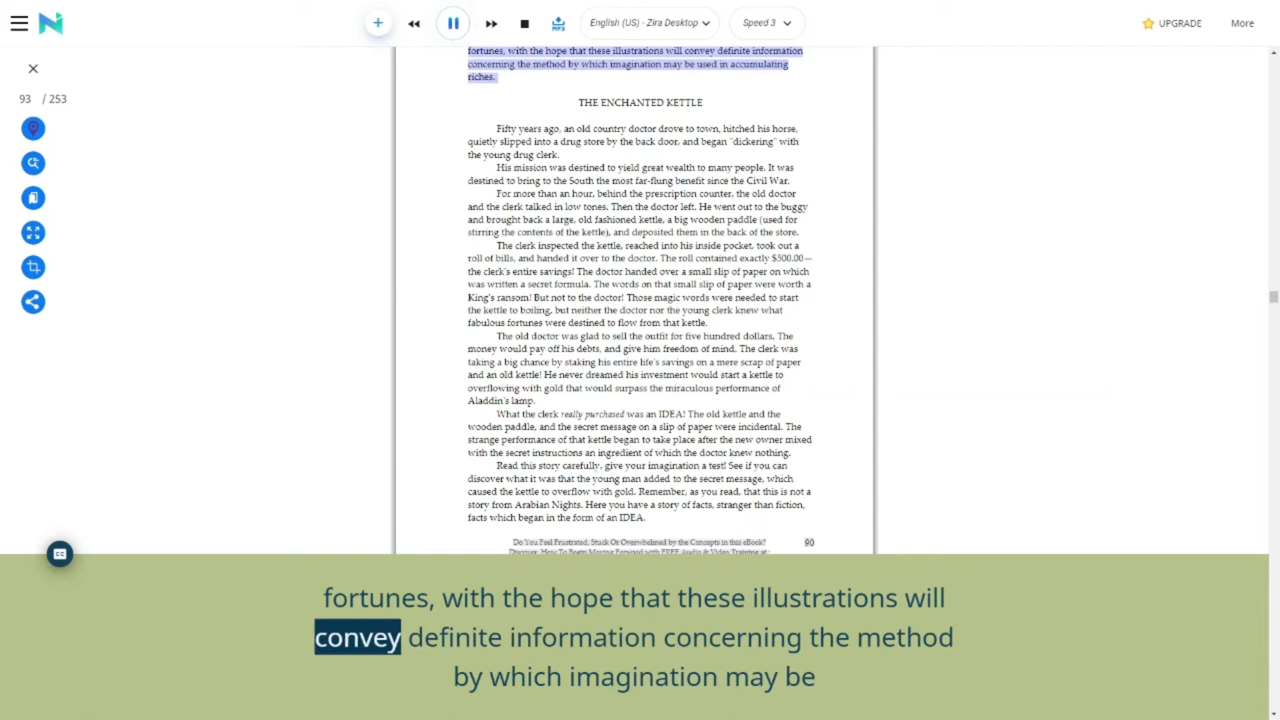 MP3
English (US) - Zira Desktop
Speed 3
UPGRADE
More
93 / 253
fortunes, with the hope that these illustrations will convey definite information
concerning the method by which imagination may be used in accumulating
riches.
THE ENCHANTED KETTLE
Fifty years ago, an old country doctor drove to town, hitched his horse,
quietly slipped into a drug store by the back door, and began "dickering" with
the young drug clerk.
His mission was destined to yield great wealth to many people. It was
destined to bring to the South the most far-flung benefit since the Civil War.
For more than an hour, behind the prescription counter, the old doctor
and the clerk talked in low tones. Then the doctor left. He went out to the buggy
and brought back a large, old fashioned kettle, a big wooden paddle (used for
stirring the contents of the kettle), and deposited them in the back of the store.
The clerk inspected the kettle, reached into his inside pocket, took out a
roll of bills, and handed it over to the doctor. The roll contained exactly $500.00—
the clerk's entire savings! The doctor handed over a small slip of paper on which
was written a secret formula. The words on that small slip of paper were worth a
King's ransom! But not to the doctor! Those magic words were needed to start
the kettle to boiling, but neither the doctor nor the young clerk knew what
fabulous fortunes were destined to flow from that kettle.
The old doctor was glad to sell the outfit for five hundred dollars. The
money would pay off his debts, and give him freedom of mind. The clerk was
taking a big chance by staking his entire life's savings on a mere scrap of paper
and an old kettle! He never dreamed his investment would start a kettle to
overflowing with gold that would surpass the miraculous performance of
Aladdin's lamp.
What the clerk really purchased was an IDEA! The old kettle and the
wooden paddle, and the secret message on a slip of paper were incidental. The
strange performance of that kettle began to take place after the new owner mixed
with the secret instructions an ingredient of which the doctor knew nothing.
Read this story carefully, give your imagination a test! See if you can
discover what it was that the young man added to the secret message, which
caused the kettle to overflow with gold. Remember, as you read, that this is not a
story from Arabian Nights. Here you have a story of facts, stranger than fiction,
facts which began in the form of an IDEA.
Do You Feel Frustrated, Stuck Or Overwhelmed by the Concepts in this eBook? 90
Discover How To Begin Moving Forward with FREE Audio & Video Training at:
CC
fortunes, with the hope that these illustrations will
convey definite information concerning the method
by which imagination may be